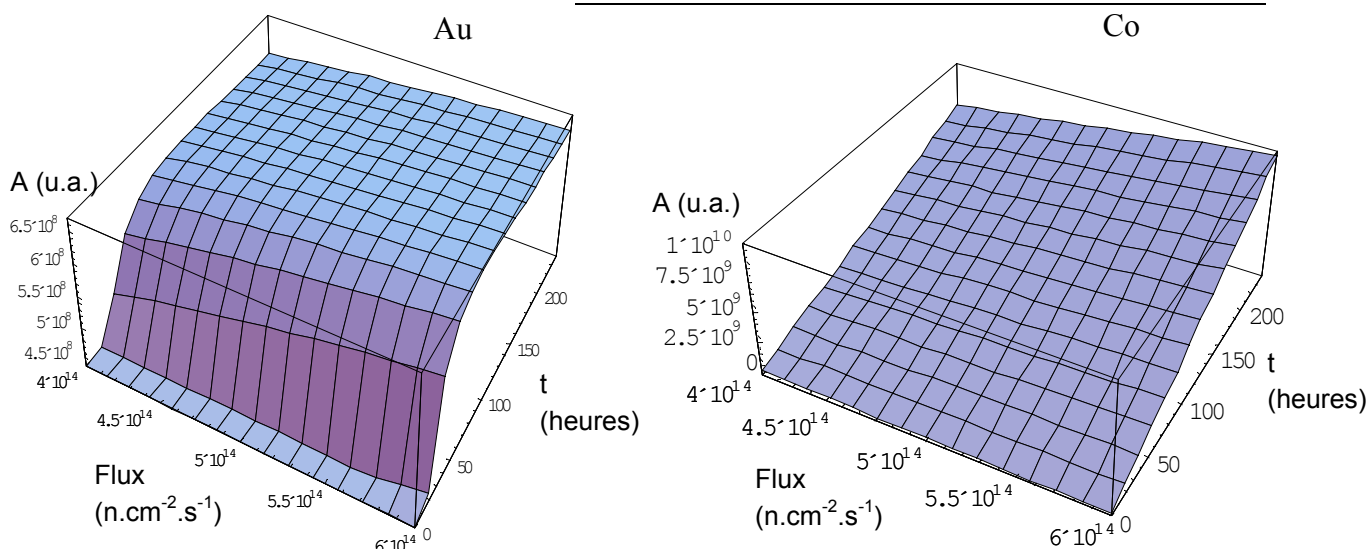 Au
A (u.a.)
6.5´10⁸
6´10⁸
5.5´10⁸
5´10⁸
4.5´10⁸
4´10¹⁴
4.5´10¹⁴
5´10¹⁴
5.5´10¹⁴
6´10¹⁴
Flux
(n.cm⁻².s⁻¹)
0
50
100
150
200
t
(heures)
Co
A (u.a.)
1´10¹⁰
7.5´10⁹
5´10⁹
2.5´10⁹
0
4´10¹⁴
4.5´10¹⁴
5´10¹⁴
5.5´10¹⁴
6´10¹⁴
Flux
(n.cm⁻².s⁻¹)
0
50
100
150
200
t
(heures)